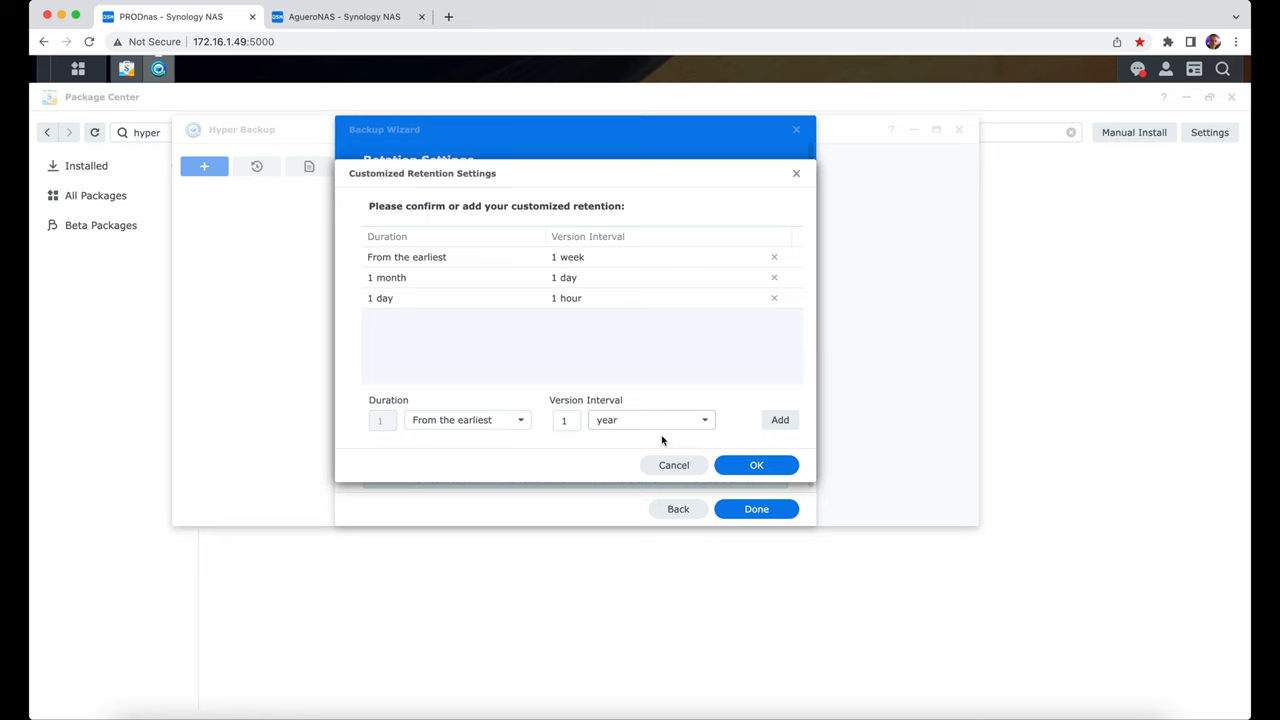 PRODnas - Synology NAS
AgueroNAS - Synology NAS
Not Secure
172.16.1.49:5000
Package Center
hyper
Hyper Backup
Backup Wizard
Manual Install
Settings
Rotation Settings
Installed
All Packages
Beta Packages
Customized Retention Settings
Please confirm or add your customized retention:
Duration
Version Interval
From the earliest
1 week
1 month
1 day
1 day
1 hour
Duration
Version Interval
1
From the earliest
1
year
Add
Cancel
OK
Back
Done